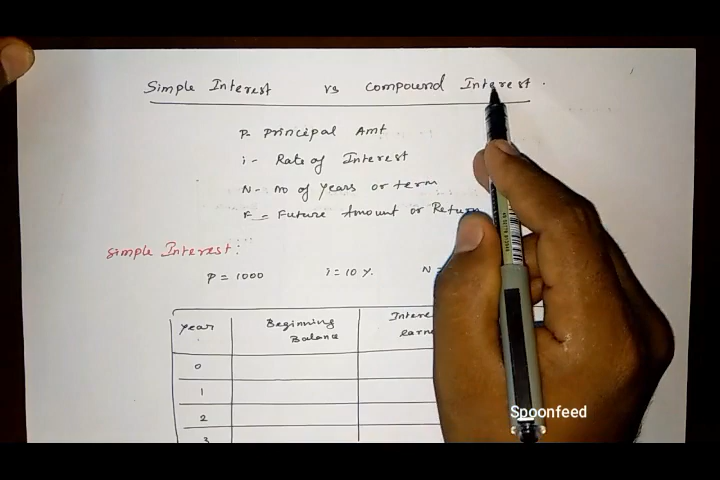 Simple Interest vs Compound Interest.
P- Principal Amt
i- Rate of Interest
N- no of years or term
F = Future Amount or Return
Simple Interest:
P = 1000 i = 10 %. N =
year Beginning Balance
0
1
2
3
Spoonfeed